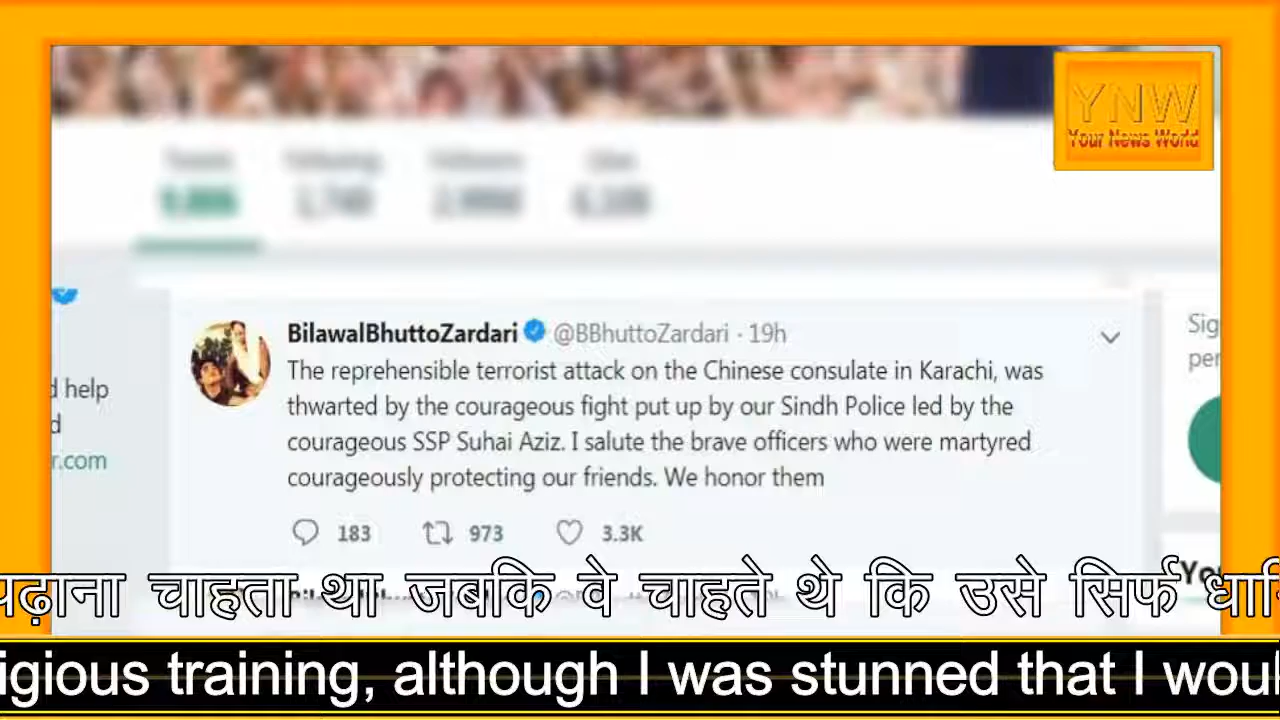 YNW
Your News World
BilawalBhuttoZardari @BBhuttoZardari · 19h
The reprehensible terrorist attack on the Chinese consulate in Karachi, was
thwarted by the courageous fight put up by our Sindh Police led by the
courageous SSP Suhai Aziz. I salute the brave officers who were martyred
courageously protecting our friends. We honor them
183 973 3.3K
d help
d
r.com
Sig
per
You
पढ़ाना चाहता था जबकि वे चाहते थे कि उसे सिर्फ धार्मि
igious training, although I was stunned that I woul